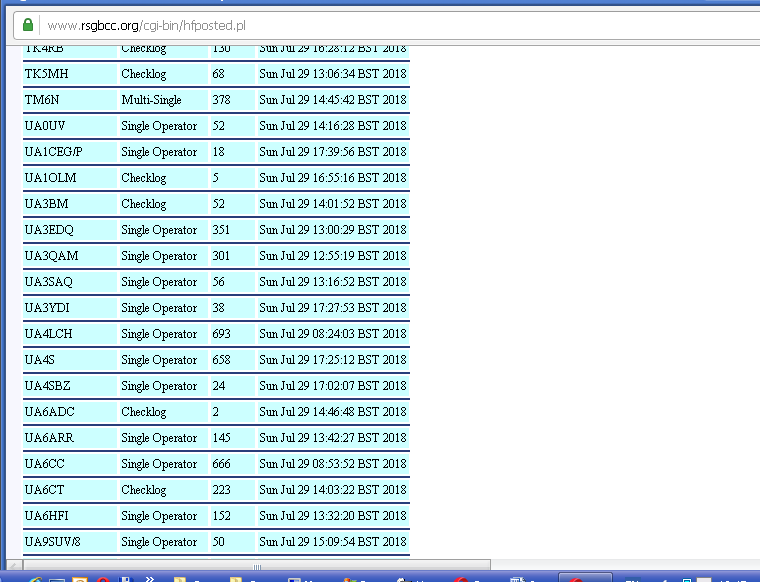 www.rsgbcc.org/cgi-bin/hfposted.pl
TK4RB Checklog 130 Sun Jul 29 16:28:12 BST 2018
TK5MH Checklog 68 Sun Jul 29 13:06:34 BST 2018
TM6N Multi-Single 378 Sun Jul 29 14:45:42 BST 2018
UA0UV Single Operator 52 Sun Jul 29 14:16:28 BST 2018
UA1CEG/P Single Operator 18 Sun Jul 29 17:39:56 BST 2018
UA1OLM Checklog 5 Sun Jul 29 16:55:16 BST 2018
UA3BM Checklog 52 Sun Jul 29 14:01:52 BST 2018
UA3EDQ Single Operator 351 Sun Jul 29 13:00:29 BST 2018
UA3QAM Single Operator 301 Sun Jul 29 12:55:19 BST 2018
UA3SAQ Single Operator 56 Sun Jul 29 13:16:52 BST 2018
UA3YDI Single Operator 38 Sun Jul 29 17:27:53 BST 2018
UA4LCH Single Operator 693 Sun Jul 29 08:24:03 BST 2018
UA4S Single Operator 658 Sun Jul 29 17:25:12 BST 2018
UA4SBZ Single Operator 24 Sun Jul 29 17:02:07 BST 2018
UA6ADC Checklog 2 Sun Jul 29 14:46:48 BST 2018
UA6ARR Single Operator 145 Sun Jul 29 13:42:27 BST 2018
UA6CC Single Operator 666 Sun Jul 29 08:53:52 BST 2018
UA6CT Checklog 223 Sun Jul 29 14:03:22 BST 2018
UA6HFI Single Operator 152 Sun Jul 29 13:32:20 BST 2018
UA9SUV/8 Single Operator 50 Sun Jul 29 15:09:54 BST 2018